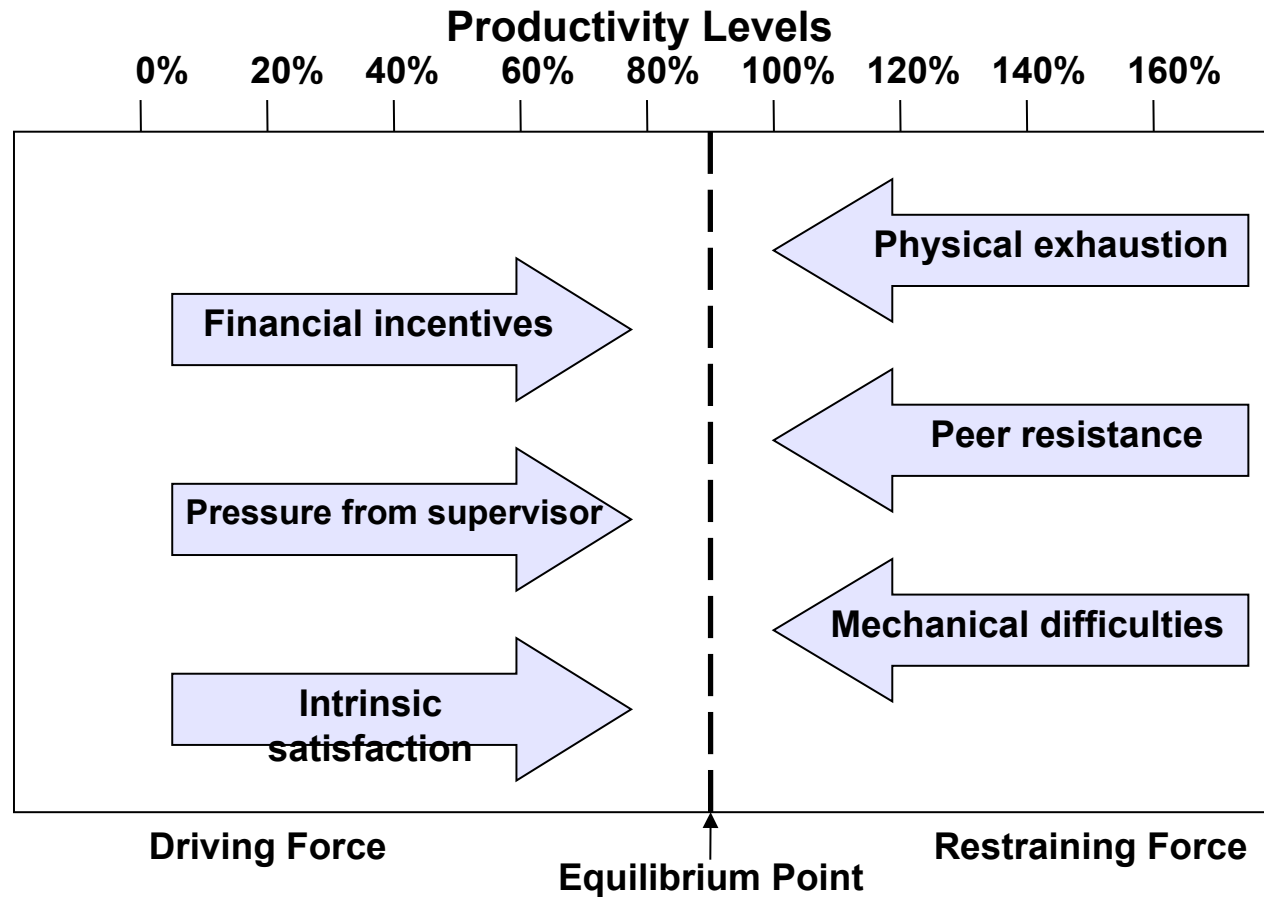 Productivity Levels
0% 20% 40% 60% 80% 100% 120% 140% 160%
Physical exhaustion
Financial incentives
Peer resistance
Pressure from supervisor
Mechanical difficulties
Intrinsic
satisfaction
Driving Force
Restraining Force
Equilibrium Point